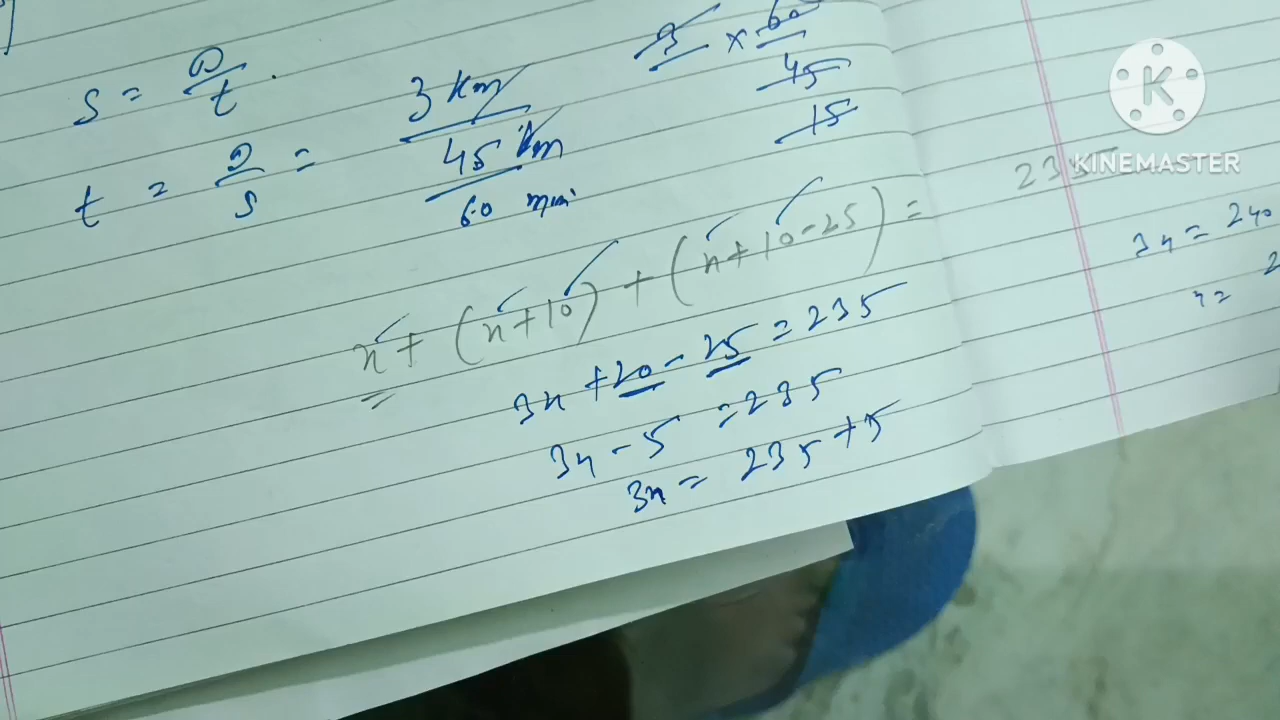 s = D/t
t = D/s = 3 km / 45 km / 60 min
3 × 60
45
15
KINEMASTER
x + (x + 10) + (x + 10 - 25) = 235
3x + 20 - 25 = 235
3x - 5 = 235
3x = 235 + 5
3x = 240
x =